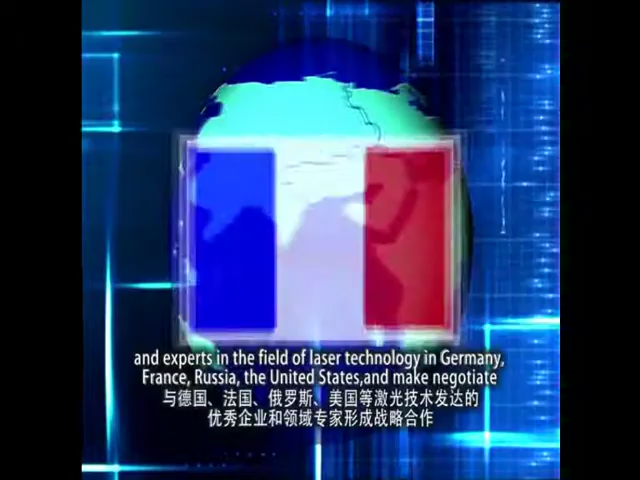 and experts in the field of laser technology in Germany,
France, Russia, the United States,and make negotiate
与德国、法国、俄罗斯、美国等激光技术发达的
优秀企业和领域专家形成战略合作